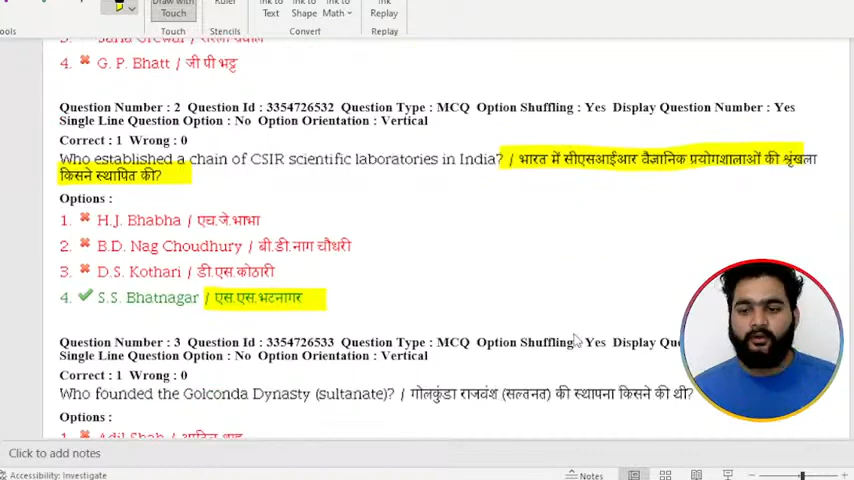 Draw with
Touch
Ruler
Ink to
Text
Ink to
Shape
Ink to
Math
Ink
Replay
Touch
Stencils
Convert
Replay
4. G. P. Bhatt / जी पी भट्ट
Question Number : 2 Question Id : 3354726532 Question Type : MCQ Option Shuffling : Yes Display Question Number : Yes
Single Line Question Option : No Option Orientation : Vertical
Correct : 1 Wrong : 0
Who established a chain of CSIR scientific laboratories in India? / भारत में सीएसआईआर वैज्ञानिक प्रयोगशालाओं की श्रृंखला
किसने स्थापित की?
Options :
1. H.J. Bhabha / एच.जे.भाभा
2. B.D. Nag Choudhury / बी.डी.नाग चौधरी
3. D.S. Kothari / डी.एस.कोठारी
4. S.S. Bhatnagar / एस.एस.भटनागर
Question Number : 3 Question Id : 3354726533 Question Type : MCQ Option Shuffling : Yes Display
Single Line Question Option : No Option Orientation : Vertical
Correct : 1 Wrong : 0
Who founded the Golconda Dynasty (sultanate)? / गोलकुंडा राजवंश (सल्तनत) की स्थापना किसने की थी?
Options :
1. Adil Shah / आदिल शाह
Click to add notes
Accessibility: Investigate
Notes